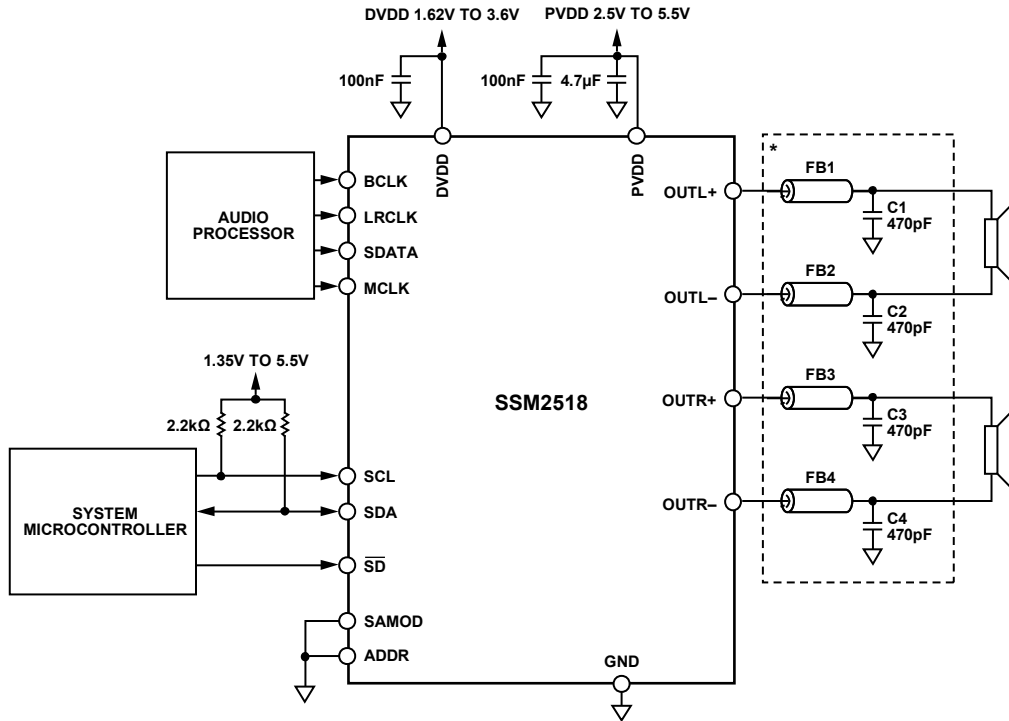 DVDD 1.62V TO 3.6V
PVDD 2.5V TO 5.5V
100nF
100nF
4.7µF
DVDD
PVDD
*
AUDIO
PROCESSOR
BCLK
LRCLK
SDATA
MCLK
OUTL+
FB1
C1
470pF
OUTL–
FB2
C2
470pF
1.35V TO 5.5V
2.2kΩ
2.2kΩ
SSM2518
OUTR+
FB3
C3
470pF
SYSTEM
MICROCONTROLLER
SCL
SDA
SD
OUTR–
FB4
C4
470pF
SAMOD
ADDR
GND